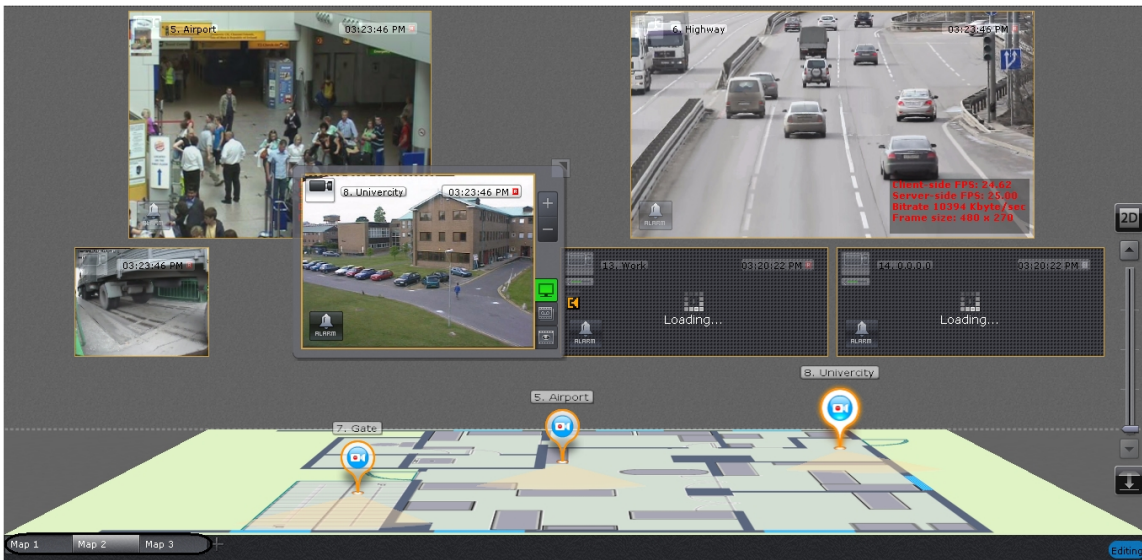 5. Airport
03:23:46 PM
6. Highway
03:23:46 PM
Client-side FPS: 24.62
Server-side FPS: 25.00
Bitrate 10394 Kbyte/sec
Frame size: 480 x 270
ALARM
8. Univercity
03:23:46 PM
ALARM
03:23:46 PM
13. Work
03:20:22 PM
Loading...
ALARM
14. 0.0.0.0
03:20:22 PM
Loading...
ALARM
2D
8. Univercity
5. Airport
7. Gate
Map 1
Map 2
Map 3
Editing